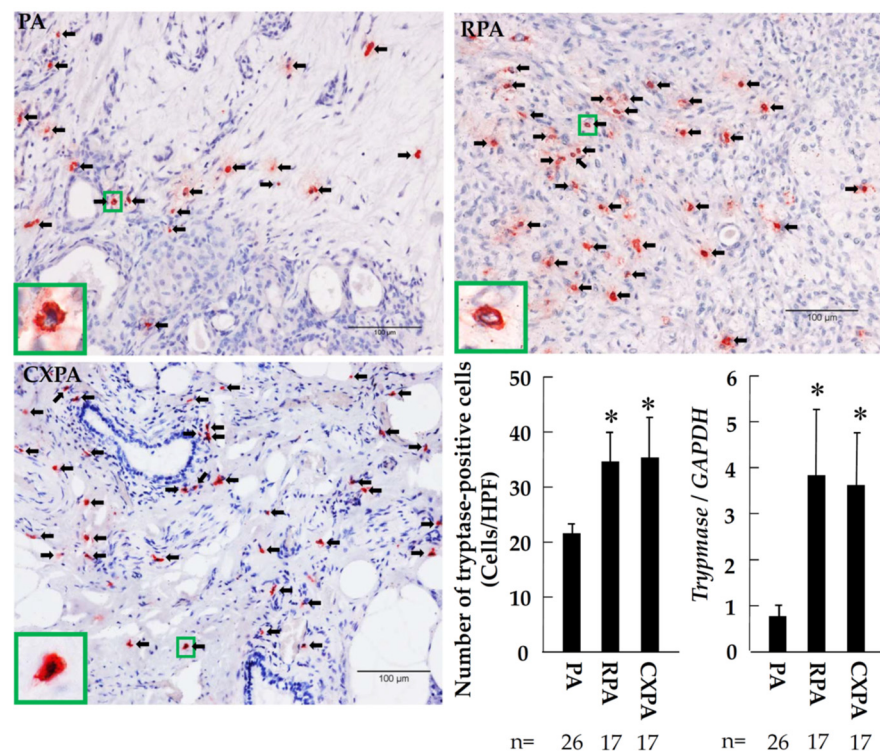 PA
RPA
100 μm
100 μm
CXPA
100 μm
Number of tryptase-positive cells
(Cells/HPF)
50
40
30
20
10
0
PA
RPA
CXPA
n= 26 17 17
*
*
Trypmase / GAPDH
6
5
4
3
2
1
0
PA
RPA
CXPA
n= 26 17 17
*
*